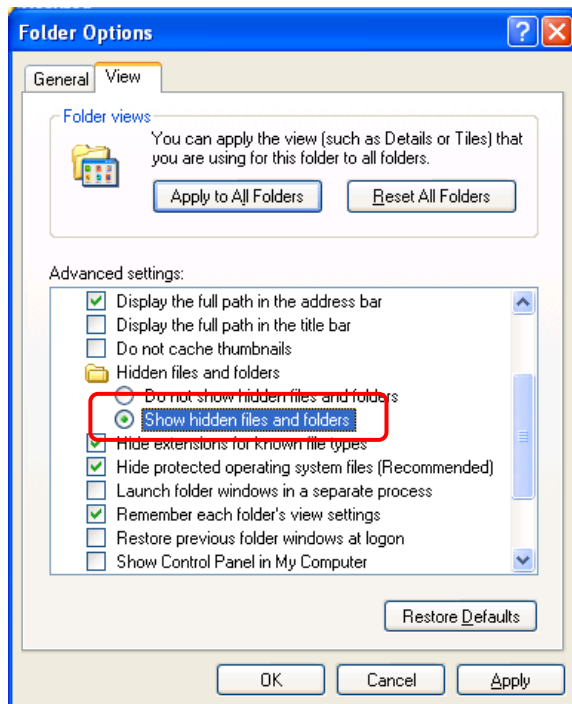 Folder Options
General View
Folder views
You can apply the view (such as Details or Tiles) that
you are using for this folder to all folders.
Apply to All Folders Reset All Folders
Advanced settings:
Display the full path in the address bar
Display the full path in the title bar
Do not cache thumbnails
Hidden files and folders
Do not show hidden files and folders
Show hidden files and folders
Hide extensions for known file types
Hide protected operating system files (Recommended)
Launch folder windows in a separate process
Remember each folder's view settings
Restore previous folder windows at logon
Show Control Panel in My Computer
Restore Defaults
OK Cancel Apply